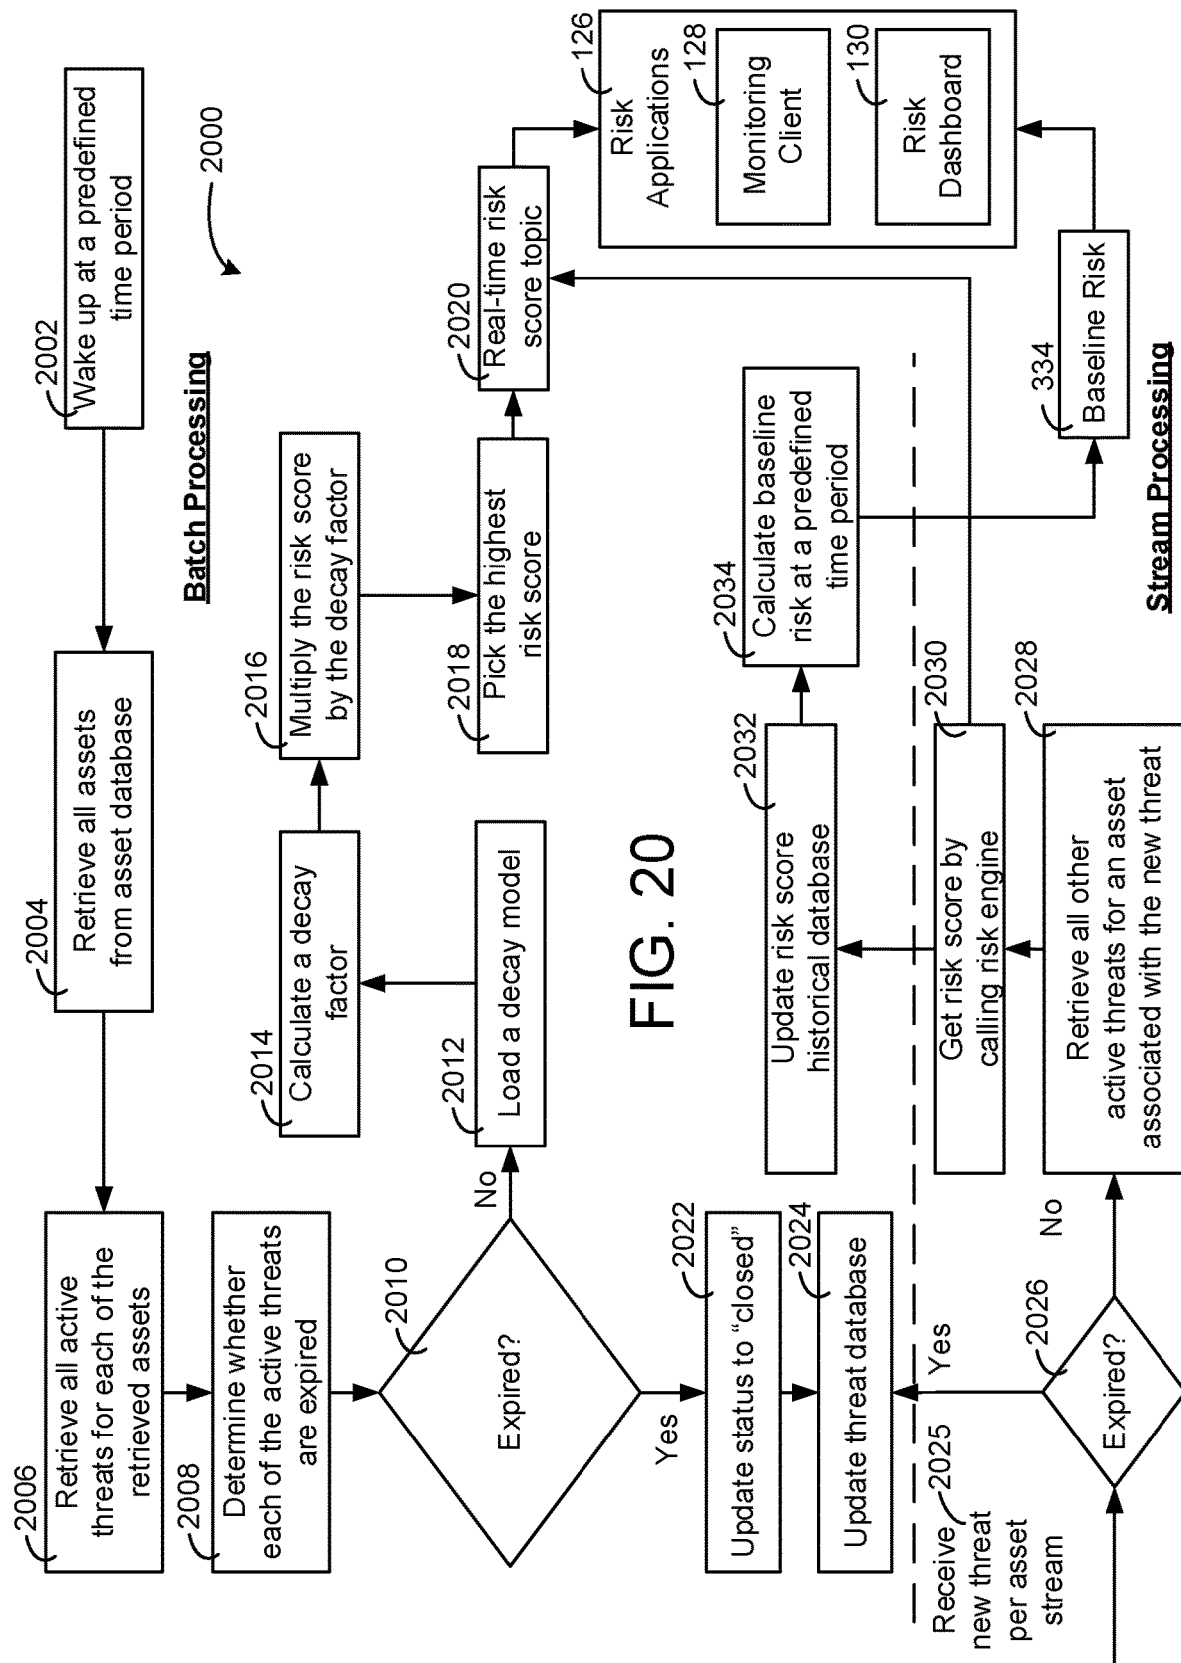 2000
Batch Processing
2002
Wake up at a predefined
time period
2004
Retrieve all assets
from asset database
2006
Retrieve all active
threats for each of the
retrieved assets
2008
Determine whether
each of the active threats
are expired
2010
Expired?
No
Yes
2012
Load a decay model
2014
Calculate a decay
factor
2016
Multiply the risk score
by the decay factor
2018
Pick the highest
risk score
2020
Real-time risk
score topic
126
Risk
Applications
128
Monitoring
Client
130
Risk
Dashboard
2022
Update status to “closed”
2024
Update threat database
2032
Update risk score
historical database
2034
Calculate baseline
risk at a predefined
time period
334
Baseline Risk
Stream Processing
Receive 2025
new threat
per asset
stream
2026
Expired?
Yes
No
2028
Retrieve all other
active threats for an asset
associated with the new threat
2030
Get risk score by
calling risk engine
FIG. 20